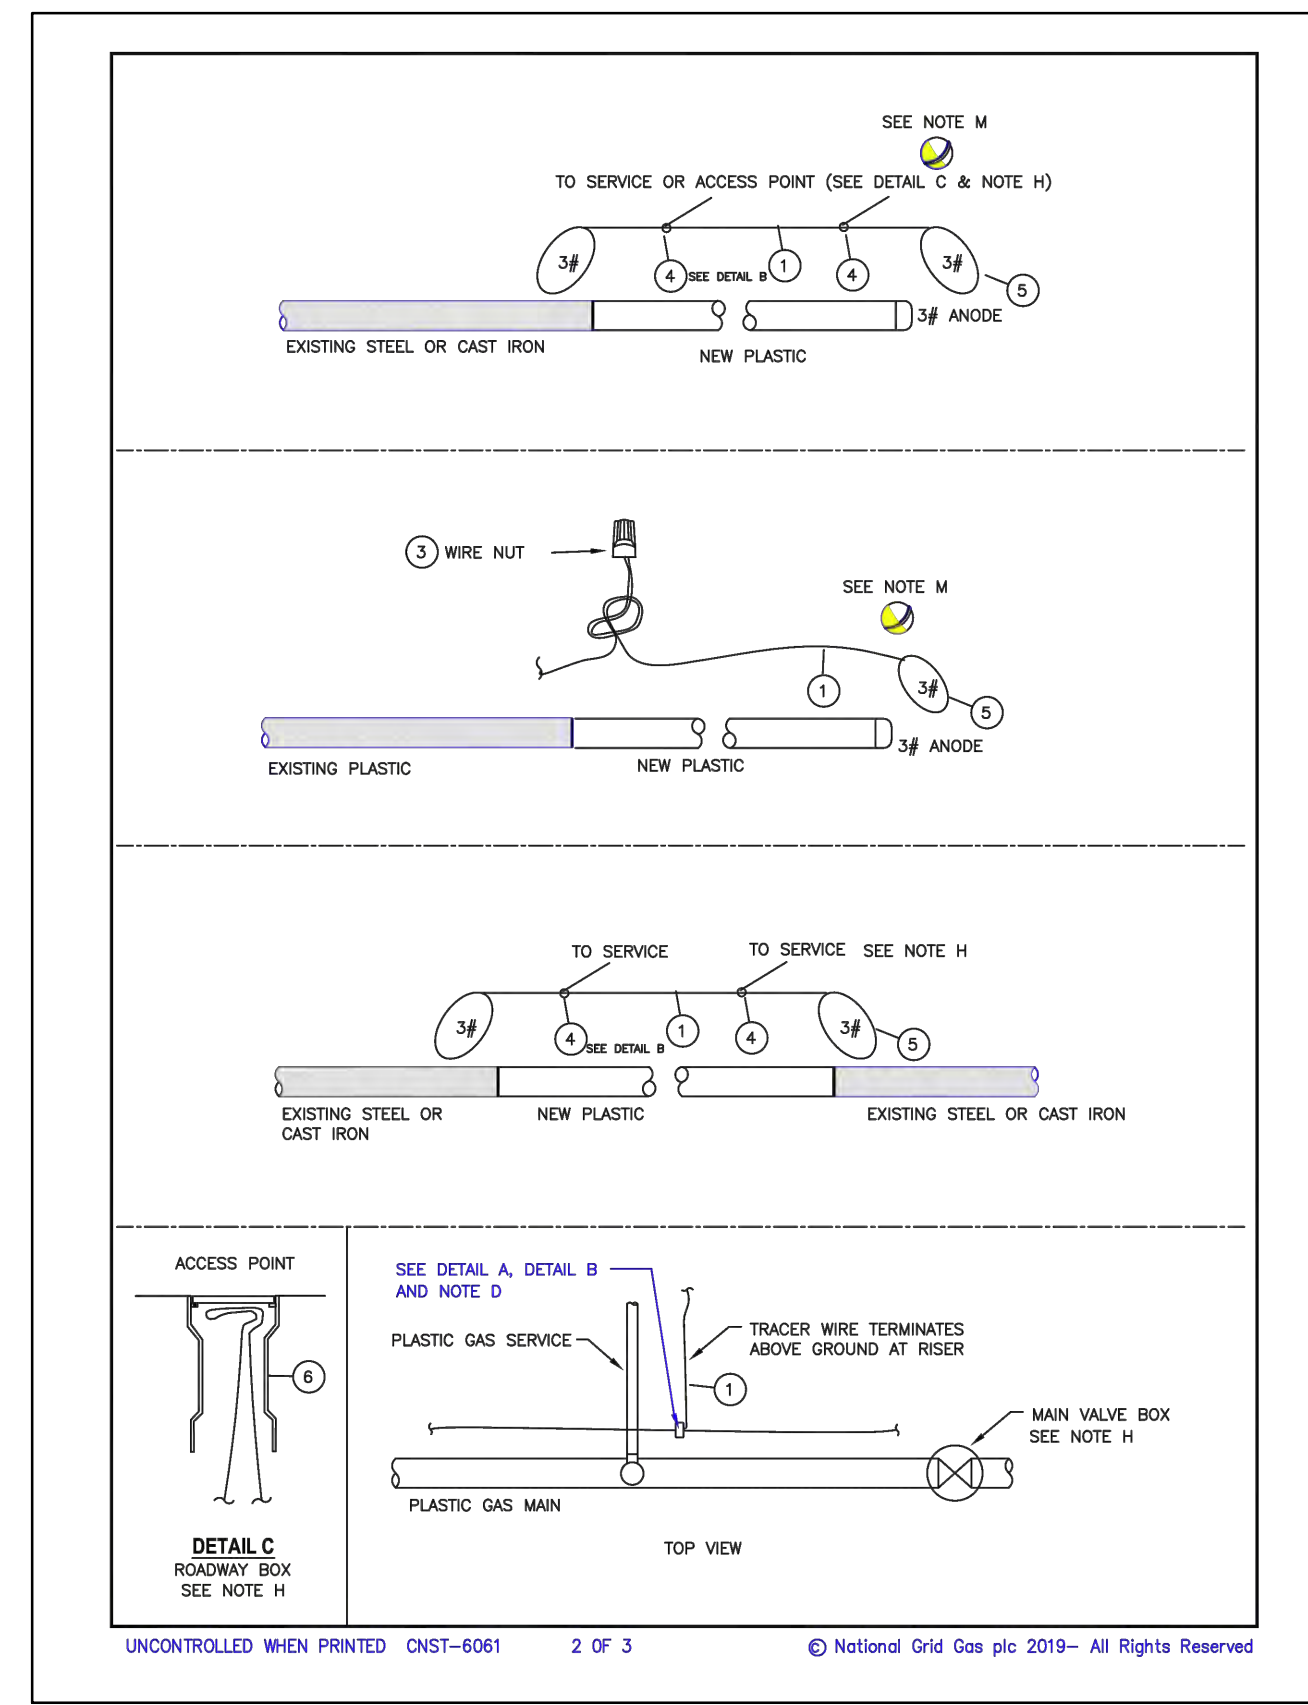 SEE NOTE M
TO SERVICE OR ACCESS POINT (SEE DETAIL C & NOTE H)
3#
3#
4
SEE DETAIL B
1
4
5
3# ANODE
EXISTING STEEL OR CAST IRON
NEW PLASTIC
3 WIRE NUT
SEE NOTE M
1
3#
5
3# ANODE
EXISTING PLASTIC
NEW PLASTIC
TO SERVICE
TO SERVICE SEE NOTE H
3#
3#
4
SEE DETAIL B
1
4
5
EXISTING STEEL OR
CAST IRON
NEW PLASTIC
EXISTING STEEL OR CAST IRON
ACCESS POINT
6
DETAIL C
ROADWAY BOX
SEE NOTE H
SEE DETAIL A, DETAIL B
AND NOTE D
PLASTIC GAS SERVICE
TRACER WIRE TERMINATES
ABOVE GROUND AT RISER
1
MAIN VALVE BOX
SEE NOTE H
PLASTIC GAS MAIN
TOP VIEW
UNCONTROLLED WHEN PRINTED CNST-6061 2 OF 3 © National Grid Gas plc 2019- All Rights Reserved